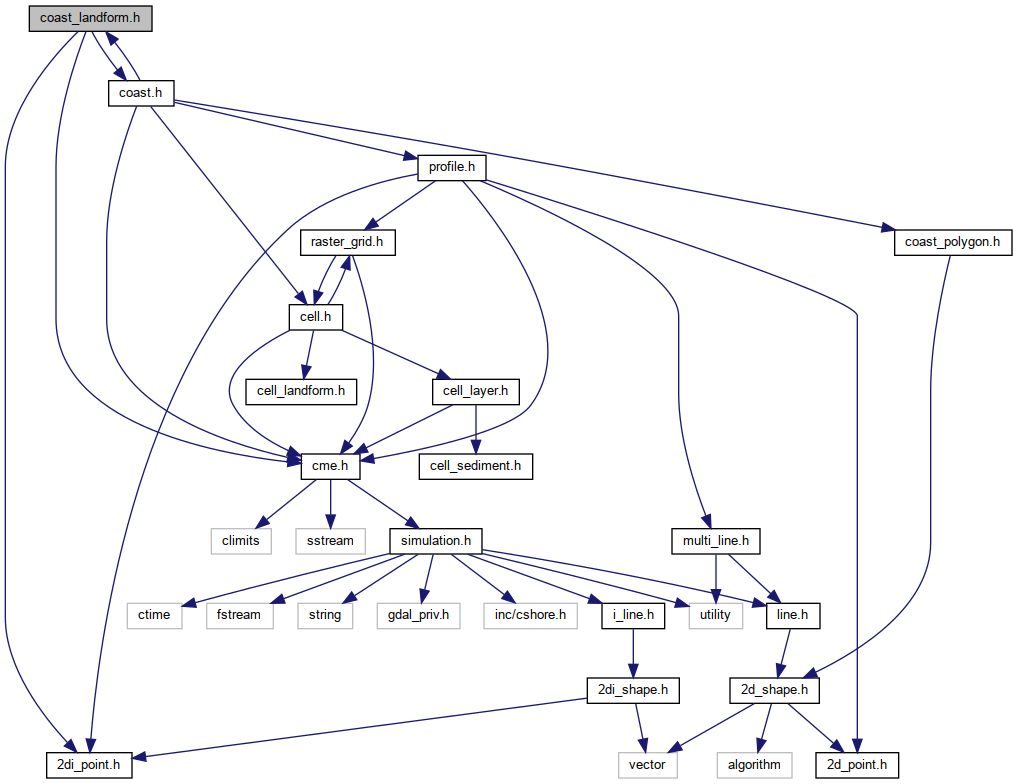 coast_landform.h
coast.h
profile.h
raster_grid.h
coast_polygon.h
cell.h
cell_landform.h
cell_layer.h
cme.h
cell_sediment.h
climits
sstream
simulation.h
multi_line.h
ctime
fstream
string
gdal_priv.h
inc/cshore.h
i_line.h
utility
line.h
2di_shape.h
2d_shape.h
2di_point.h
vector
algorithm
2d_point.h